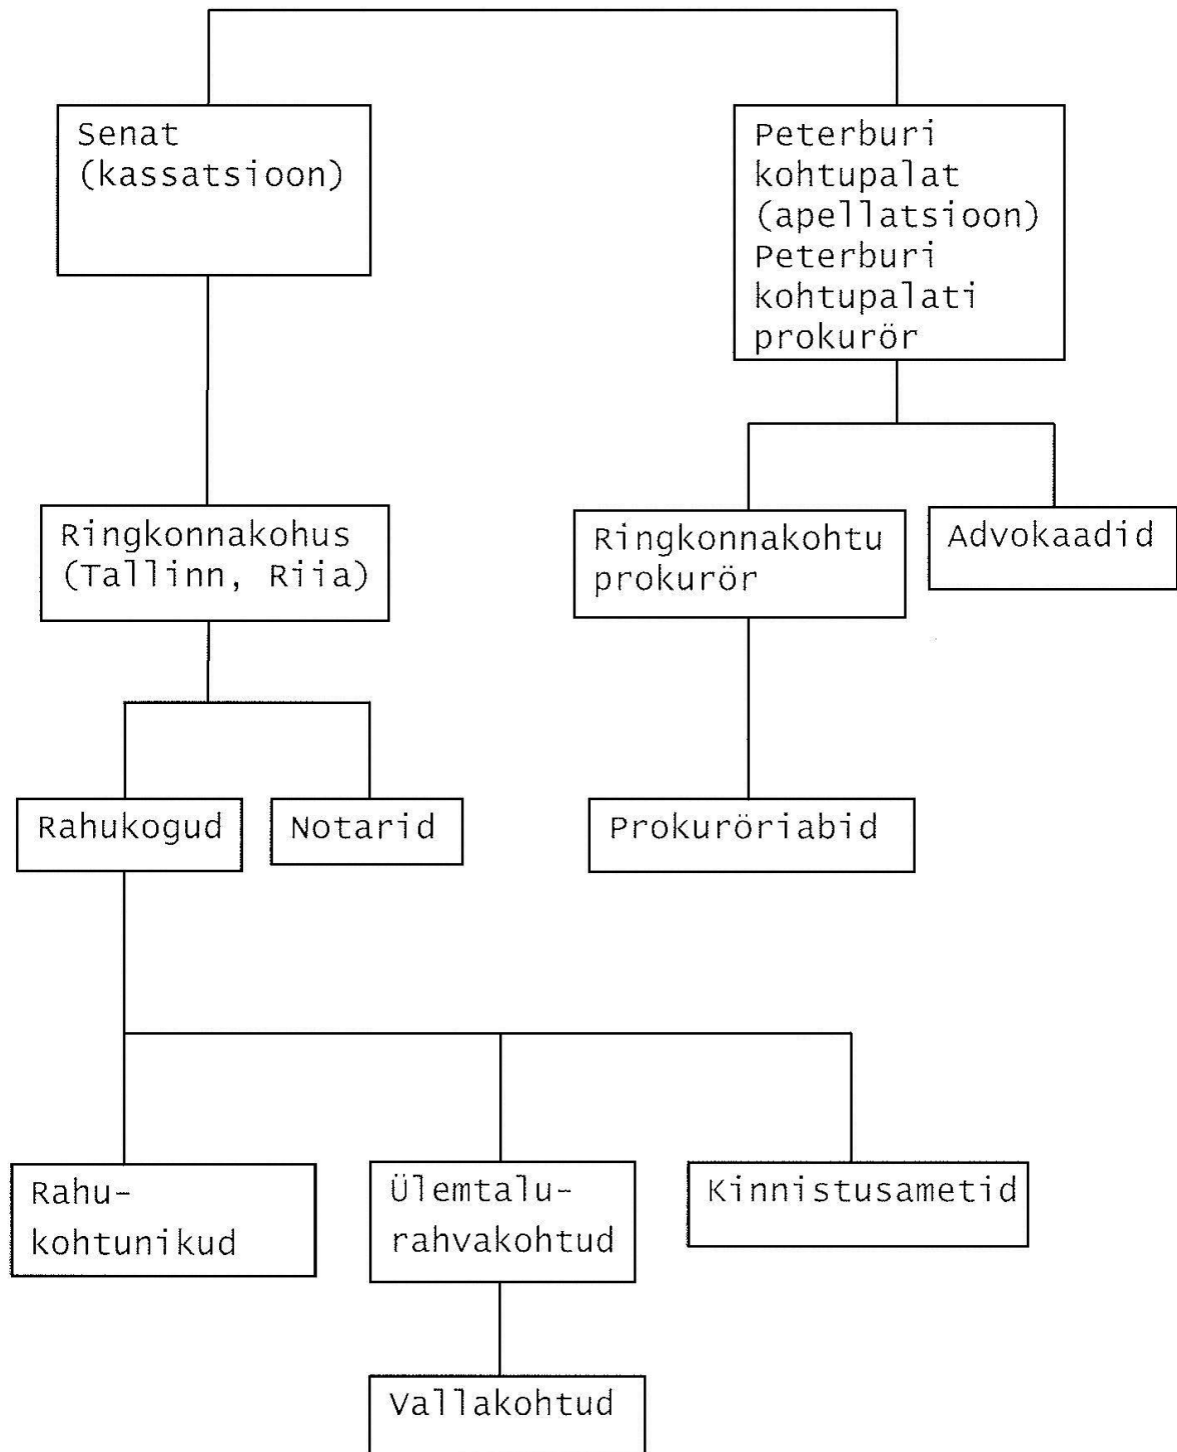 Senat
(kassatsioon)
Peterburi
kohtupalat
(apellatsioon)
Peterburi
kohtupalati
prokurör
Ringkonnakohus
(Tallinn, Riia)
Ringkonnakohtu
prokurör
Advokaadid
Rahukogud
Notarid
Prokuröriabid
Rahu-
kohtunikud
Ülemtalu-
rahvakohtud
Kinnistusametid
Vallakohtud